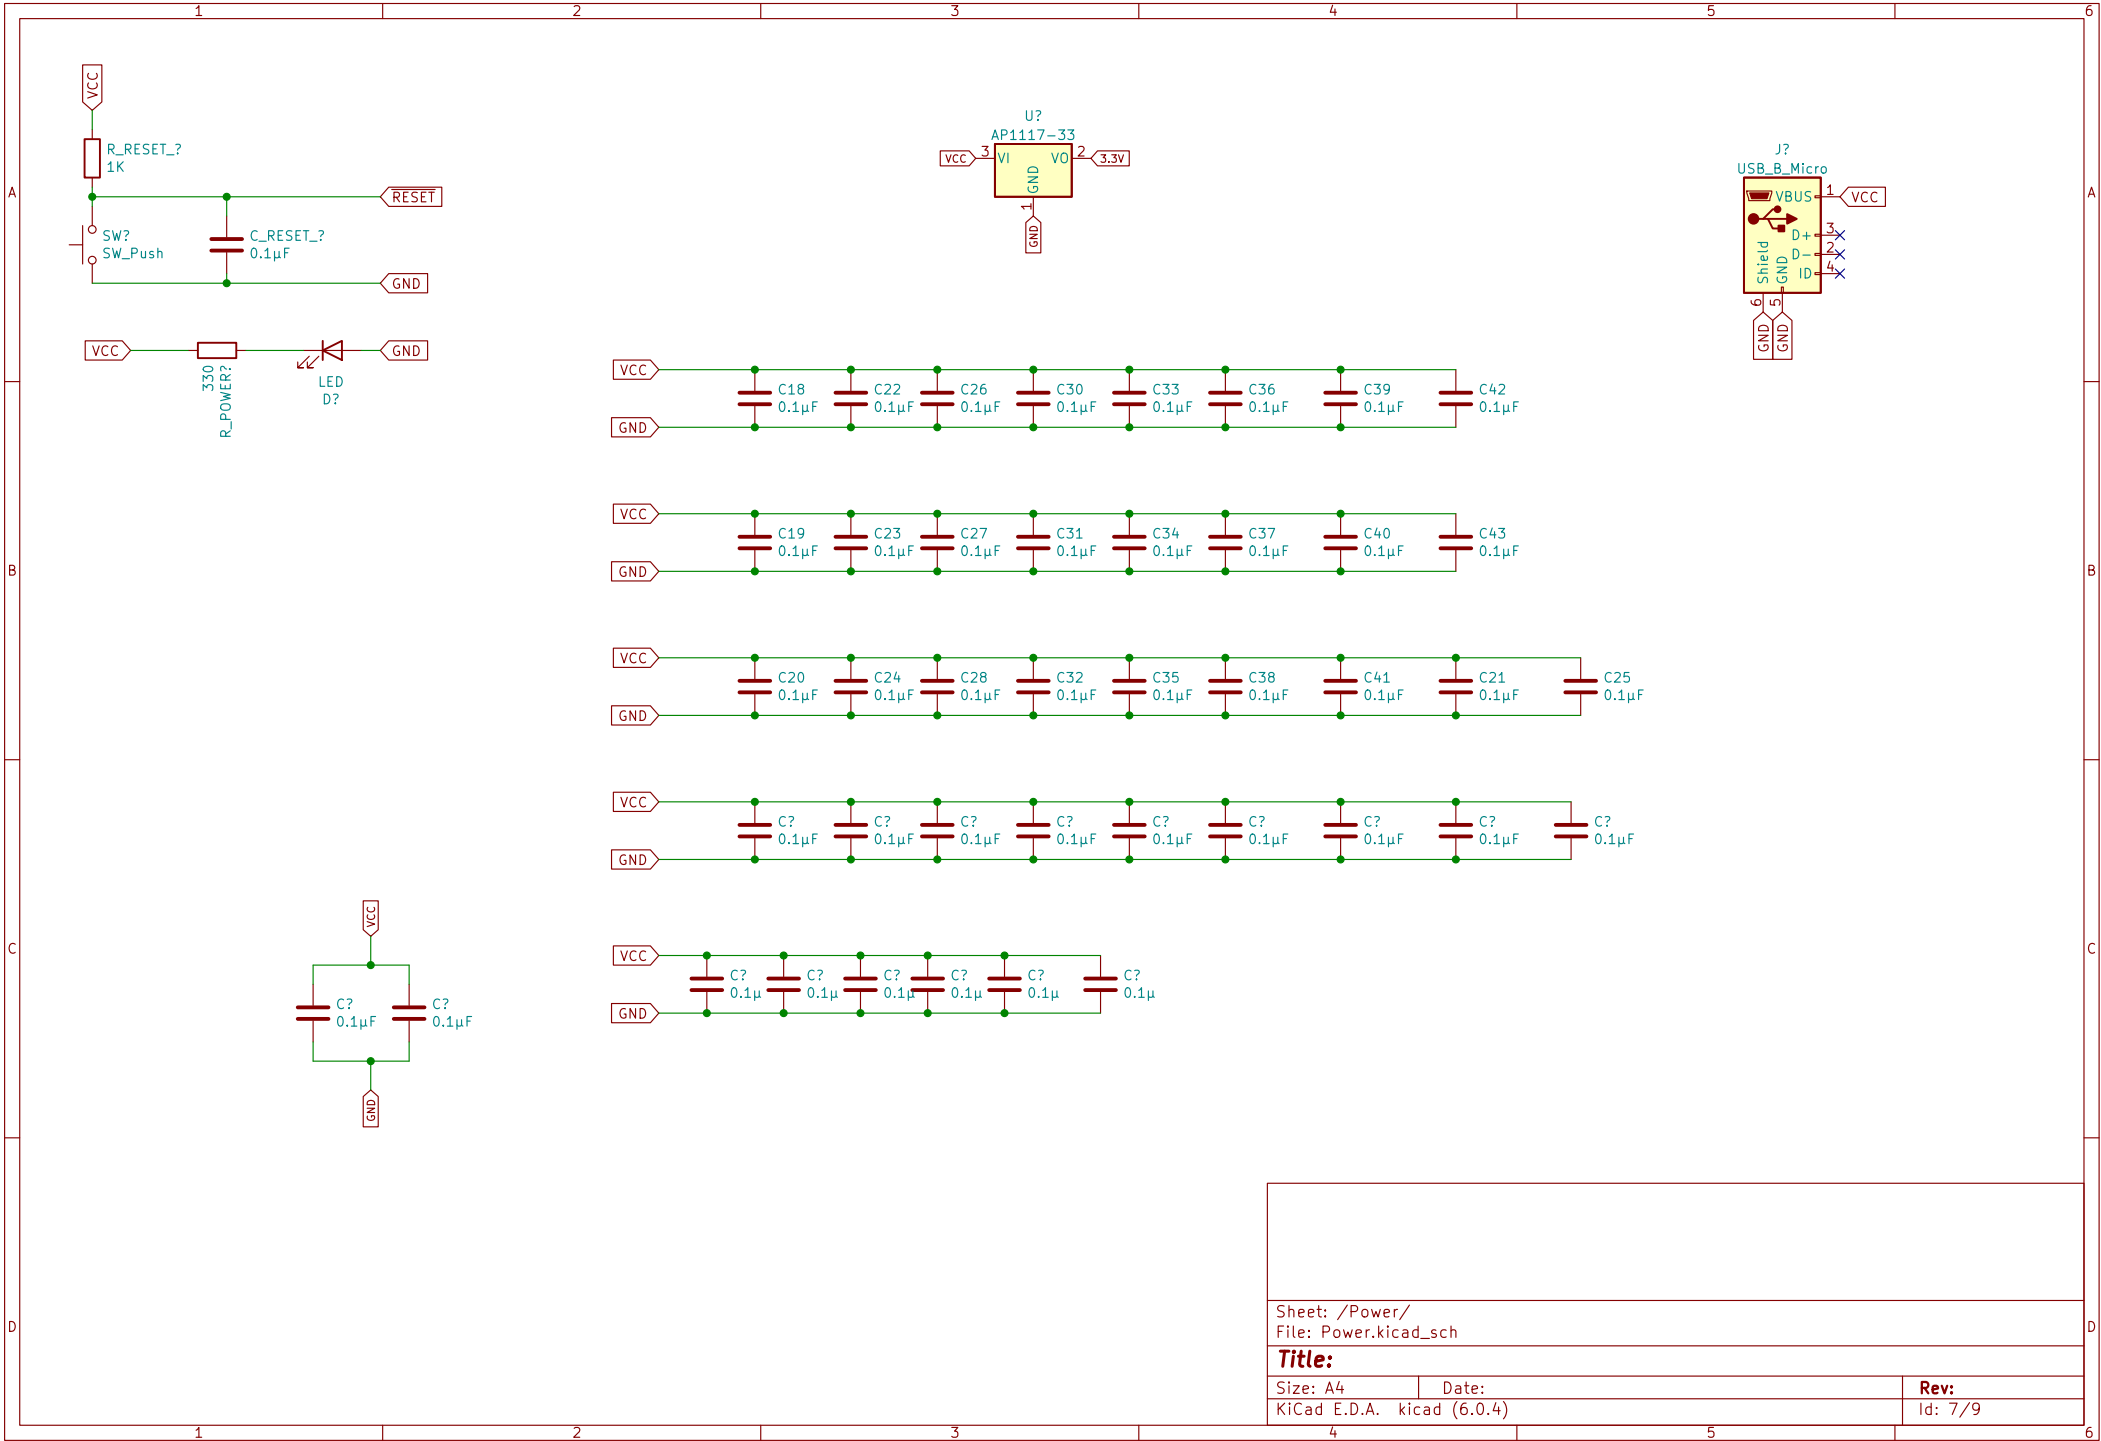 1 2 3 4 5 6
VCC
R_RESET_?
1K
RESET
SW?
SW_Push
C_RESET_?
0.1µF
GND
VCC
GND
330
R_POWER?
LED
D?
U?
AP1117-33
VCC 3 VI VO 2 3.3V
GND
1
GND
J?
USB_B_Micro
VBUS 1 VCC
D+ 3
D- 2
ID 4
Shield
GND
6 5
GND GND
A A
VCC
C18 C22 C26 C30 C33 C36 C39 C42
0.1µF 0.1µF 0.1µF 0.1µF 0.1µF 0.1µF 0.1µF 0.1µF
GND
VCC
C19 C23 C27 C31 C34 C37 C40 C43
0.1µF 0.1µF 0.1µF 0.1µF 0.1µF 0.1µF 0.1µF 0.1µF
GND
B B
VCC
C20 C24 C28 C32 C35 C38 C41 C21 C25
0.1µF 0.1µF 0.1µF 0.1µF 0.1µF 0.1µF 0.1µF 0.1µF 0.1µF
GND
VCC
C? C? C? C? C? C? C? C? C?
0.1µF 0.1µF 0.1µF 0.1µF 0.1µF 0.1µF 0.1µF 0.1µF 0.1µF
GND
C C
VCC
C? C? C? C? C? C?
0.1µ 0.1µ 0.1µ 0.1µ 0.1µ 0.1µ
GND
VCC
C? C?
0.1µF 0.1µF
GND
D D
Sheet: /Power/
File: Power.kicad_sch
Title:
Size: A4 Date: Rev:
KiCad E.D.A. kicad (6.0.4) Id: 7/9
1 2 3 4 5 6